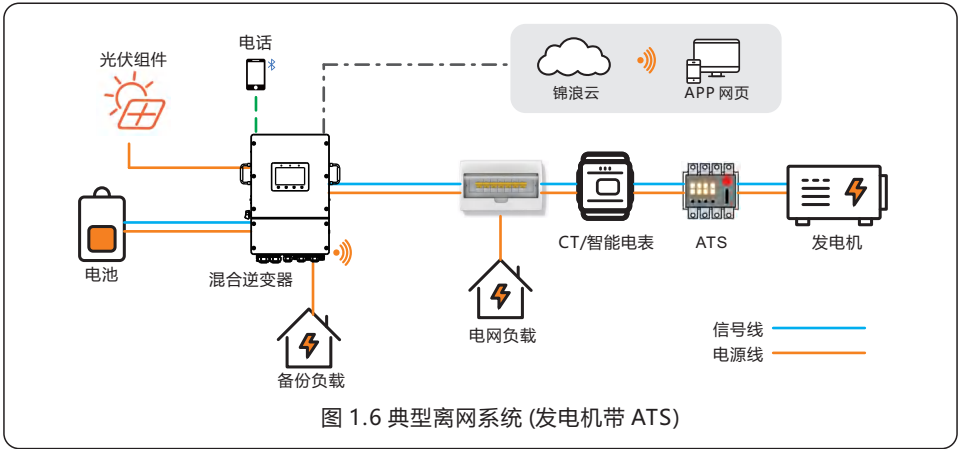 电话
光伏组件
锦浪云
APP 网页
CT/智能电表
ATS
发电机
电池
混合逆变器
电网负载
信号线
电源线
备份负载
图 1.6 典型离网系统 (发电机带 ATS)